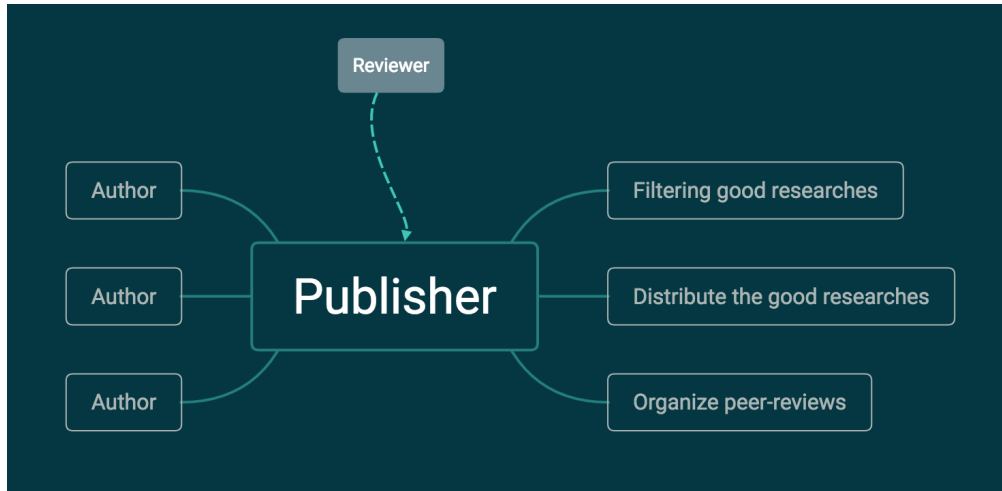 Reviewer
Author
Filtering good researches
Publisher
Author
Distribute the good researches
Author
Organize peer-reviews